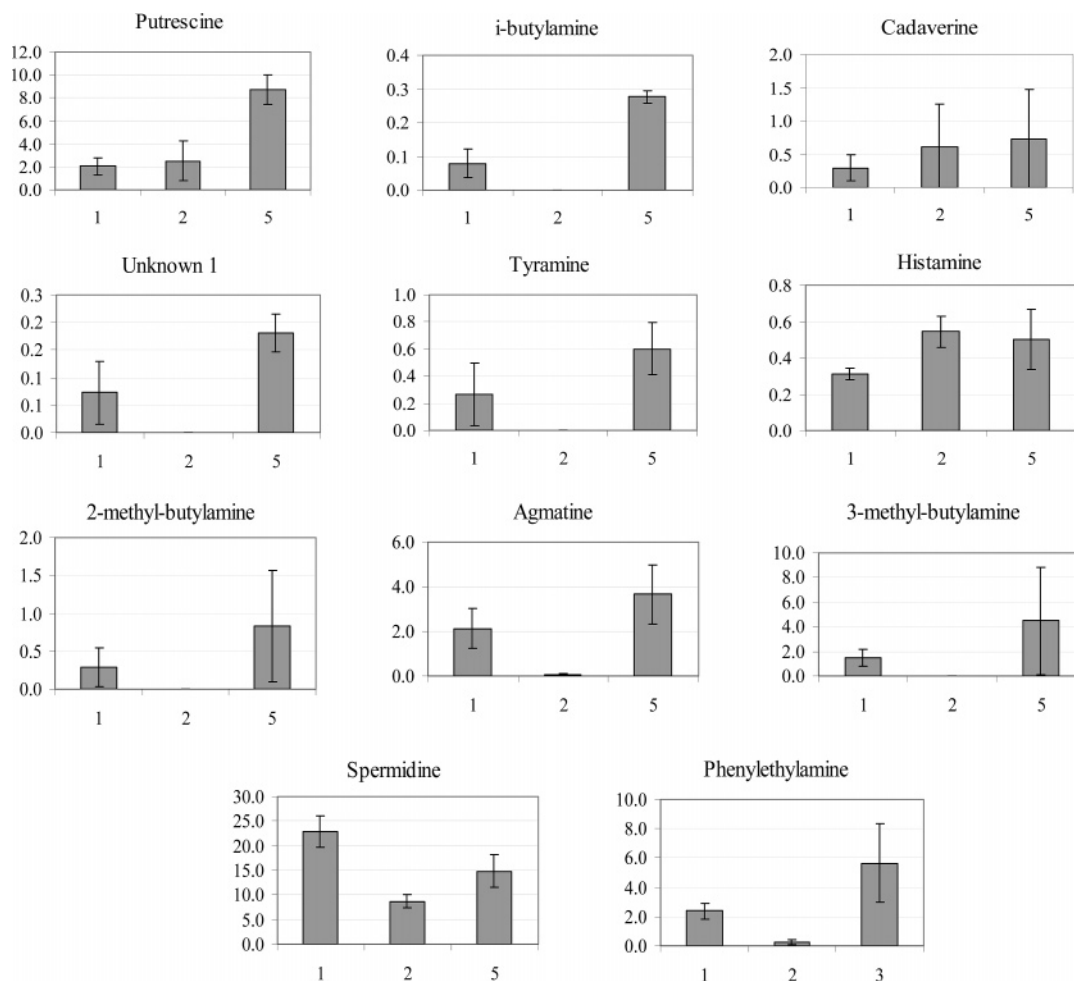 Putrescine
12.0
10.0
8.0
6.0
4.0
2.0
0.0
1 2 5
i-butylamine
0.4
0.3
0.2
0.1
0.0
1 2 5
Cadaverine
2.0
1.5
1.0
0.5
0.0
1 2 5
Unknown 1
0.3
0.2
0.2
0.1
0.1
0.0
1 2 5
Tyramine
1.0
0.8
0.6
0.4
0.2
0.0
1 2 5
Histamine
0.8
0.6
0.4
0.2
0.0
1 2 5
2-methyl-butylamine
2.0
1.5
1.0
0.5
0.0
1 2 5
Agmatine
6.0
4.0
2.0
0.0
1 2 5
3-methyl-butylamine
10.0
8.0
6.0
4.0
2.0
0.0
1 2 5
Spermidine
30.0
25.0
20.0
15.0
10.0
5.0
0.0
1 2 5
Phenylethylamine
10.0
8.0
6.0
4.0
2.0
0.0
1 2 3